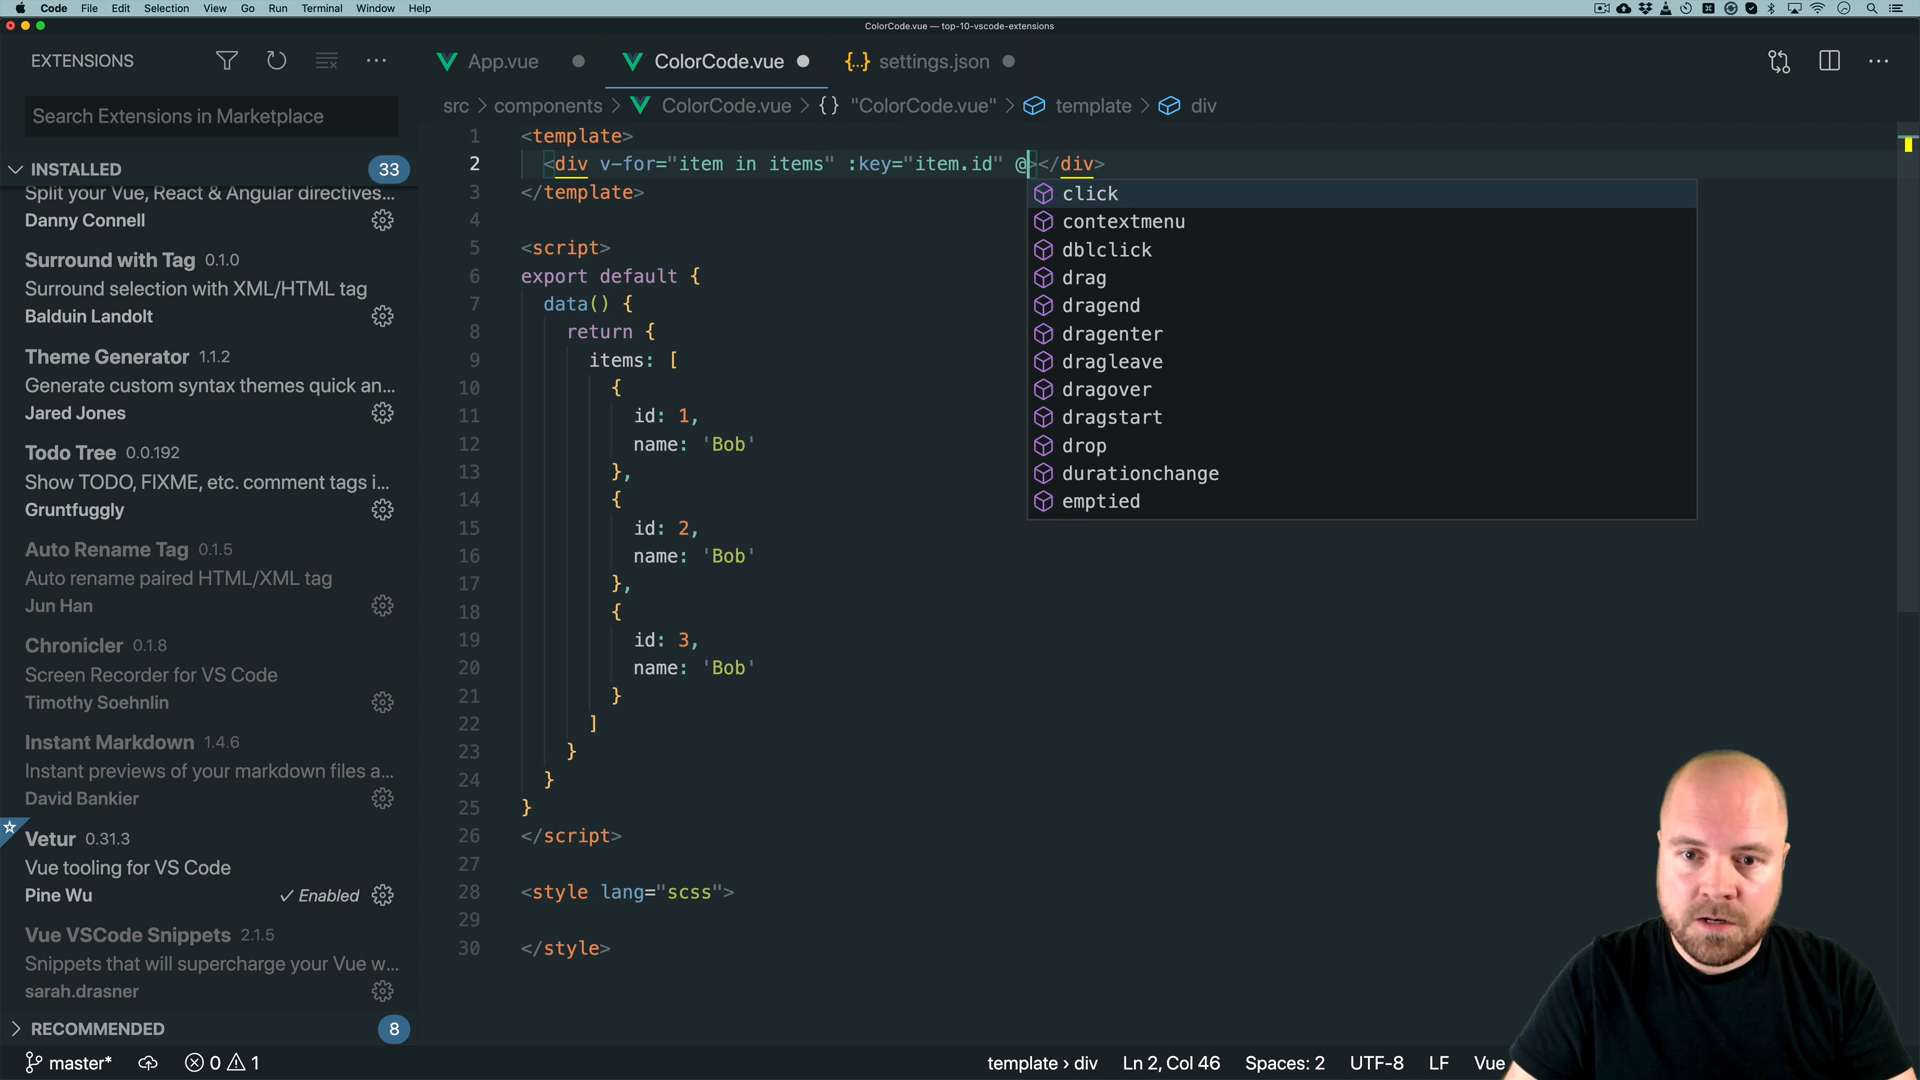 Code File Edit Selection View Go Run Terminal Window Help
ColorCode.vue — top-10-vscode-extensions
EXTENSIONS
App.vue
ColorCode.vue
settings.json
Search Extensions in Marketplace
src > components > ColorCode.vue > {} "ColorCode.vue" > template > div
INSTALLED
33
Split your Vue, React & Angular directives...
Danny Connell
Surround with Tag 0.1.0
Surround selection with XML/HTML tag
Balduin Landolt
Theme Generator 1.1.2
Generate custom syntax themes quick an...
Jared Jones
Todo Tree 0.0.192
Show TODO, FIXME, etc. comment tags i...
Gruntfuggly
Auto Rename Tag 0.1.5
Auto rename paired HTML/XML tag
Jun Han
Chronicler 0.1.8
Screen Recorder for VS Code
Timothy Soehnlin
Instant Markdown 1.4.6
Instant previews of your markdown files a...
David Bankier
Vetur 0.31.3
Vue tooling for VS Code
Pine Wu
✓ Enabled
Vue VSCode Snippets 2.1.5
Snippets that will supercharge your Vue w...
sarah.drasner
RECOMMENDED
8
1 <template>
2 <div v-for="item in items" :key="item.id" @></div>
3 </template>
4
5 <script>
6 export default {
7 data() {
8 return {
9 items: [
10 {
11 id: 1,
12 name: 'Bob'
13 },
14 {
15 id: 2,
16 name: 'Bob'
17 },
18 {
19 id: 3,
20 name: 'Bob'
21 }
22 ]
23 }
24 }
25 }
26 </script>
27
28 <style lang="scss">
29
30 </style>
click
contextmenu
dblclick
drag
dragend
dragenter
dragleave
dragover
dragstart
drop
durationchange
emptied
master*
0 1
template › div
Ln 2, Col 46
Spaces: 2
UTF-8
LF
Vue